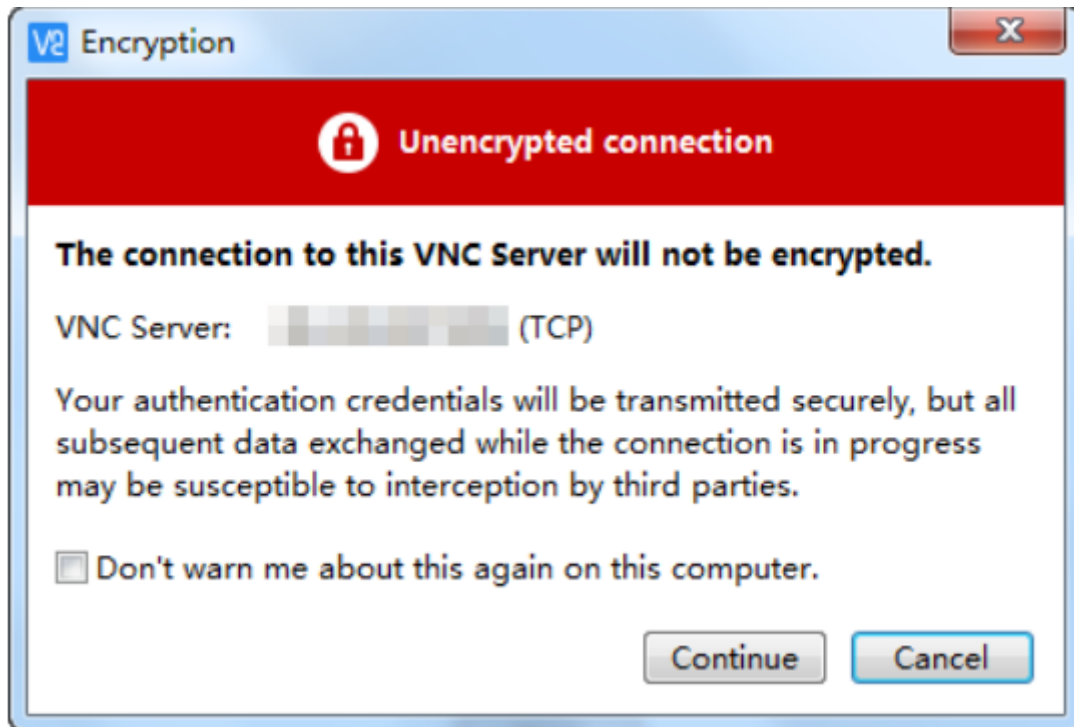 V2 Encryption
Unencrypted connection
The connection to this VNC Server will not be encrypted.
VNC Server: (TCP)
Your authentication credentials will be transmitted securely, but all
subsequent data exchanged while the connection is in progress
may be susceptible to interception by third parties.
Don't warn me about this again on this computer.
Continue Cancel